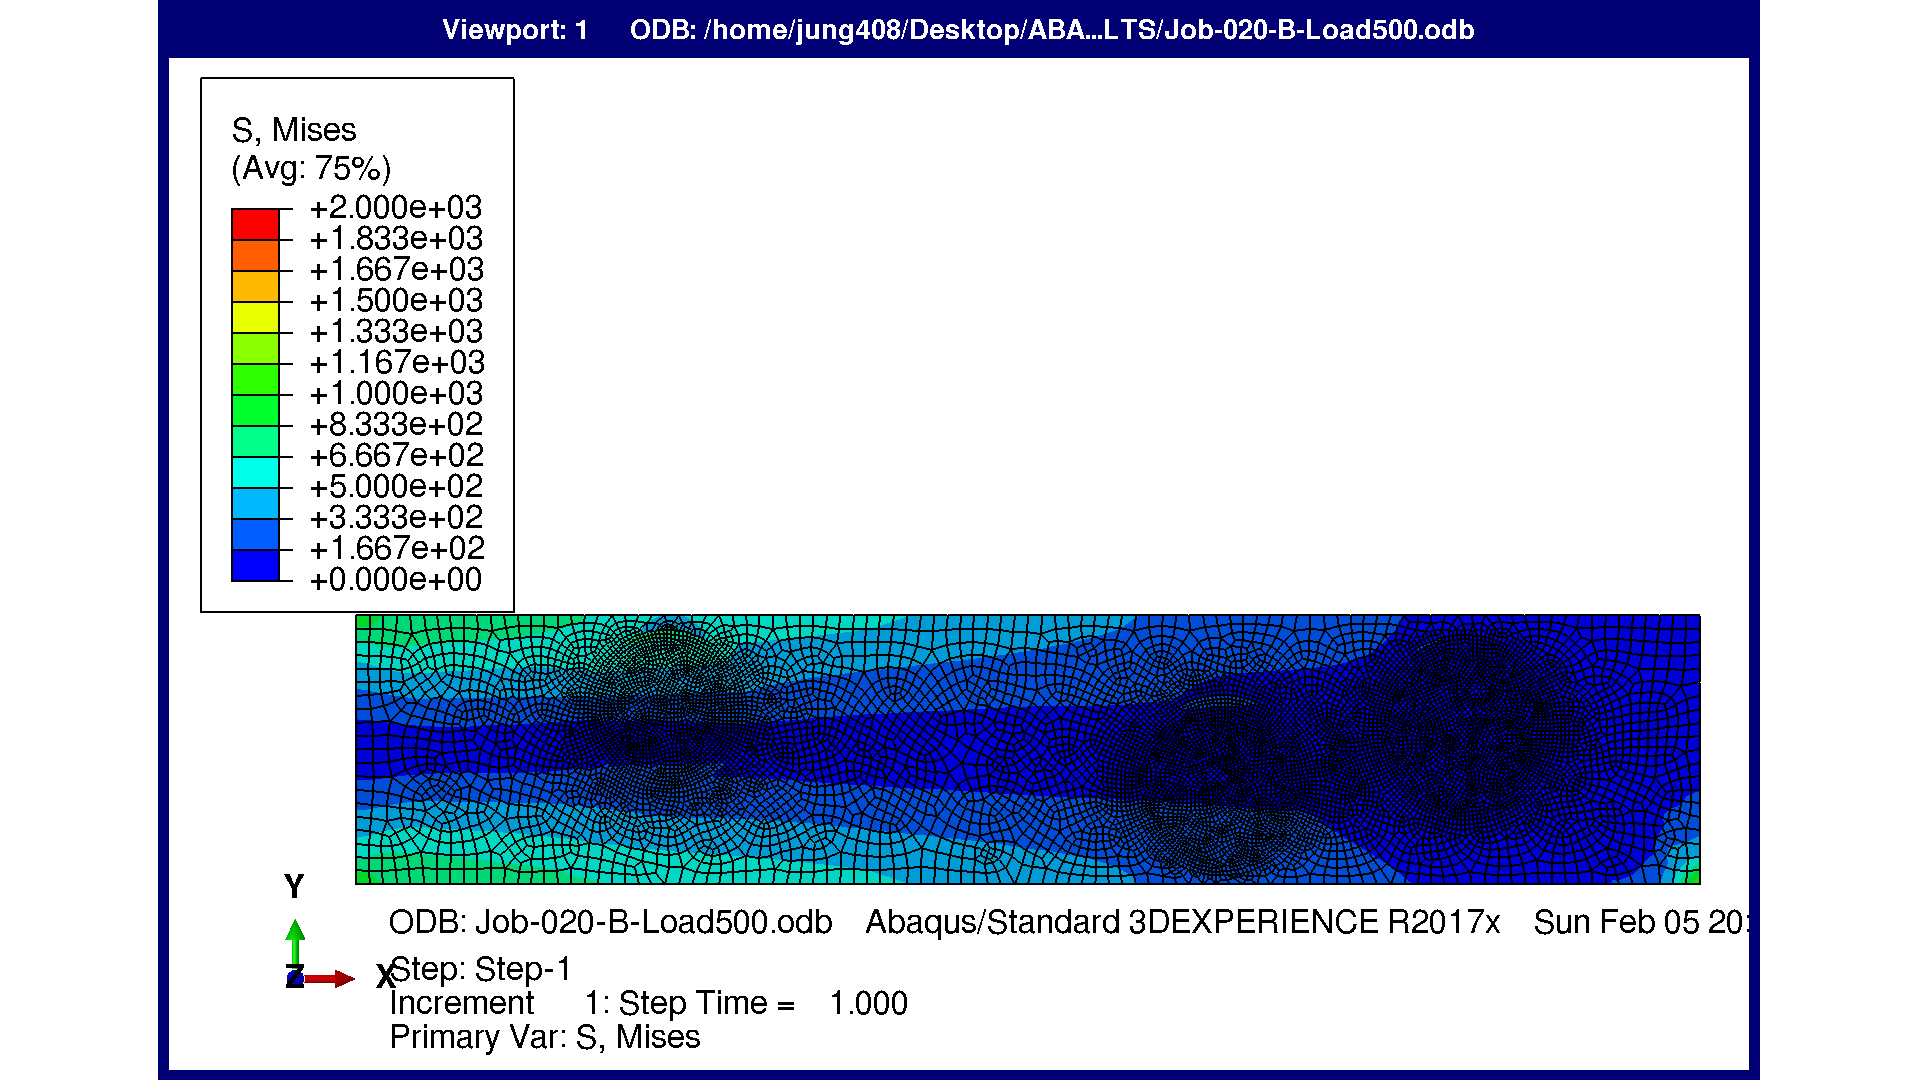 Viewport: 1 ODB: /home/jung408/Desktop/ABA...LTS/Job-020-B-Load500.odb
S, Mises
(Avg: 75%)
+2.000e+03
+1.833e+03
+1.667e+03
+1.500e+03
+1.333e+03
+1.167e+03
+1.000e+03
+8.333e+02
+6.667e+02
+5.000e+02
+3.333e+02
+1.667e+02
+0.000e+00
Y
Z
X
ODB: Job-020-B-Load500.odb Abaqus/Standard 3DEXPERIENCE R2017x Sun Feb 05 20:
Step: Step-1
Increment 1: Step Time = 1.000
Primary Var: S, Mises